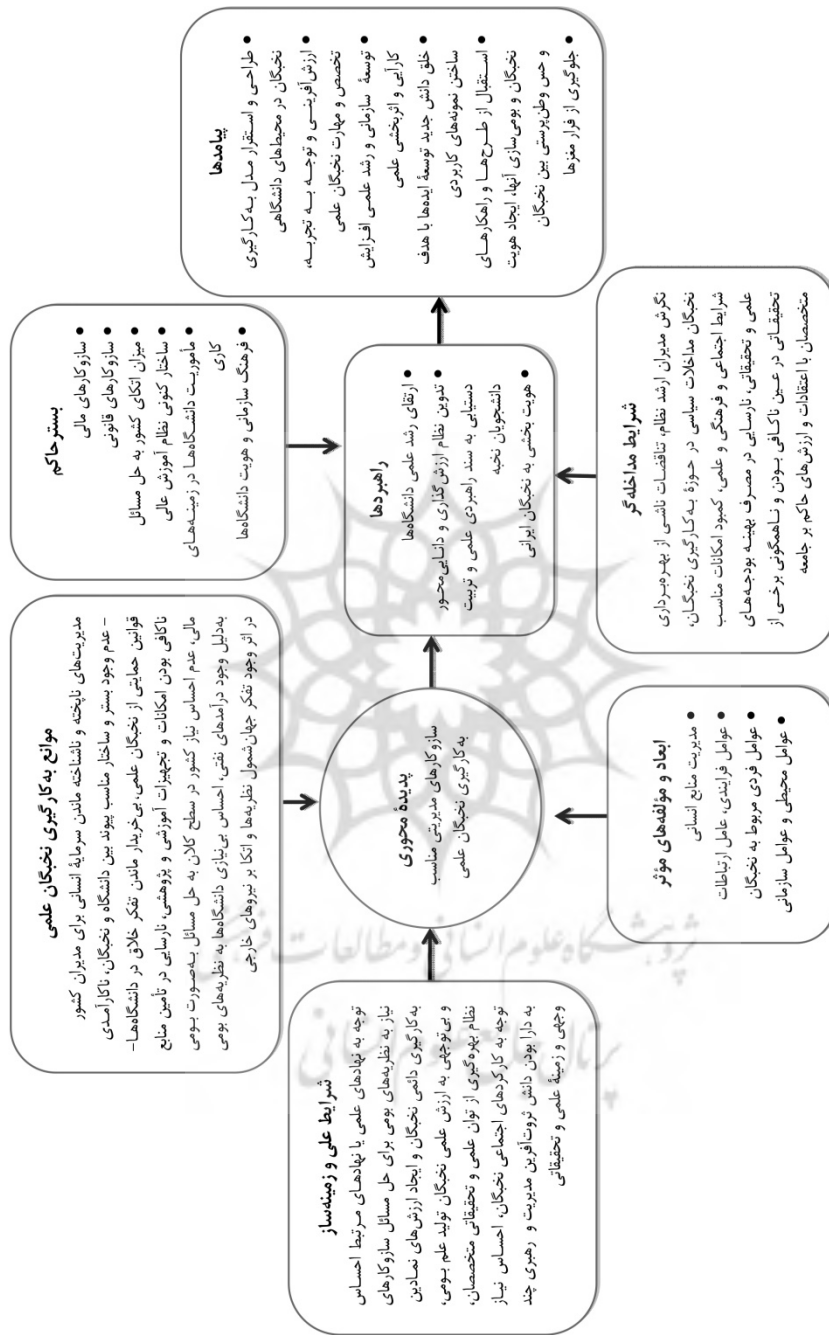 شرایط علی و زمینه‌ساز
توجه به نهادهای علمی یا نهادهای مرتبط احساس
نیاز به نظریه‌های بومی برای حل مسائل سازوکارهای
به‌کارگیری دائمی نخبگان و ایجاد ارزش‌های نمادین
و بی‌توجهی به ارزش علمی نخبگان تولید علم بومی،
نظام بهره‌گیری از توان علمی و تحقیقاتی متخصصان،
توجه به کارکردهای اجتماعی نخبگان، احساس نیاز
به دارا بودن دانش ثروت‌آفرین مدیریت و رهبری چند
وجهی و زمینهٔ علمی و تحقیقاتی
موانع به‌کارگیری نخبگان علمی
مدیریت‌های ناپخته و ناشناخته ماندن سرمایهٔ انسانی برای مدیران کشور
- عدم وجود بستر و ساختار مناسب پیوند بین دانشگاه و نخبگان، ناکارآمدی
قوانین حمایتی از نخبگان علمی، بی‌خریدار ماندن تفکر خلاق در دانشگاه‌ها-
ناکافی بودن امکانات و تجهیزات آموزشی و پژوهشی، نارسایی در تأمین منابع
مالی، عدم احساس نیاز کشور در سطح کلان به حل مسائل به‌صورت بومی
به‌دلیل وجود درآمدهای نفتی، احساس بی‌نیازی دانشگاه‌ها به نظریه‌های بومی
در اثر وجود تفکر جهان‌شمول نظریه‌ها و اتکا بر نیروهای خارجی
پدیدهٔ محوری
سازوکارهای مدیریتی مناسب
به‌کارگیری نخبگان علمی
ابعاد و مؤلفه‌های مؤثر
● مدیریت منابع انسانی
● عوامل فرایندی، عامل ارتباطات
● عوامل فردی مربوط به نخبگان
● عوامل محیطی و عوامل سازمانی
بستر حاکم
● سازوکارهای مالی
● سازوکارهای قانونی
● میزان اتکای کشور به حل مسائل
● ساختار کنونی نظام آموزش عالی
● مأموریت دانشگاه‌ها در زمینه‌های
کاری
● فرهنگ سازمانی و هویت دانشگاه‌ها
راهبردها
● ارتقای رشد علمی دانشگاه‌ها
● تدوین نظام ارزش‌گذاری و دانایی‌محور
دستیابی به سند راهبردی علمی و تربیت
دانشجویان نخبه
● هویت بخشی به نخبگان ایرانی
شرایط مداخله‌گر
نگرش مدیران ارشد نظام، تناقضات ناشی از بهره‌برداری
نخبگان مداخلات سیاسی در حوزهٔ به‌کارگیری نخبگان،
شرایط اجتماعی و فرهنگی و علمی، کمبود امکانات مناسب
علمی و تحقیقاتی، نارسایی در مصرف بهینه بودجه‌های
تحقیقاتی در عین ناکافی بودن و ناهمگونی برخی از
متخصصان با اعتقادات و ارزش‌های حاکم بر جامعه
پیامدها
● طراحی و استقرار مدل به‌کارگیری
نخبگان در محیط‌های دانشگاهی
● ارزش‌آفرینی و توجه به تجربه،
تخصص و مهارت نخبگان علمی
● توسعهٔ سازمانی و رشد علمی افزایش
کارآیی و اثربخشی علمی
● خلق دانش جدید توسعهٔ ایده‌ها با هدف
ساختن نمونه‌های کاربردی
● استقبال از طرح‌ها و راهکارهای
نخبگان و بومی‌سازی آنها، ایجاد هویت
و حس وطن‌پرستی بین نخبگان
● جلوگیری از فرار مغزها
پژوهشگاه علوم انسانی و مطالعات فرهنگی
پرتال جامع علوم انسانی